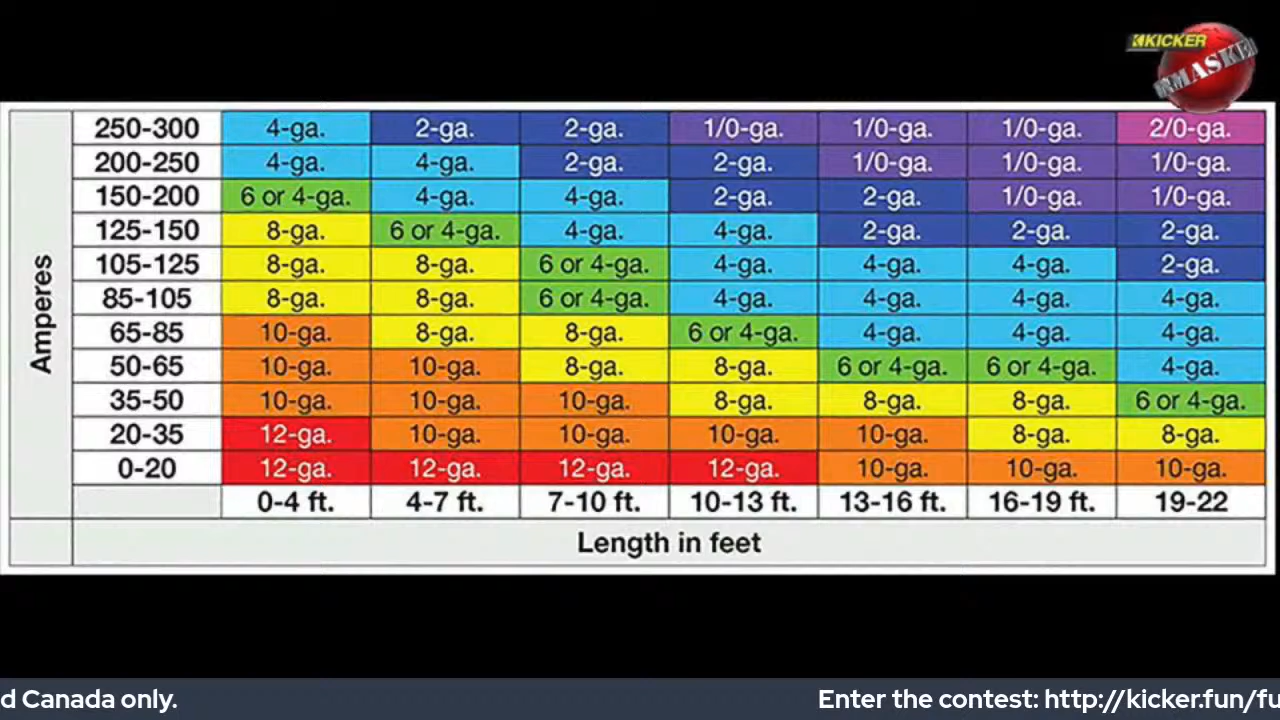 KICKER
UNMASKED
250-300 4-ga. 2-ga. 2-ga. 1/0-ga. 1/0-ga. 1/0-ga. 2/0-ga.
200-250 4-ga. 4-ga. 2-ga. 2-ga. 1/0-ga. 1/0-ga. 1/0-ga.
150-200 6 or 4-ga. 4-ga. 4-ga. 2-ga. 2-ga. 1/0-ga. 1/0-ga.
125-150 8-ga. 6 or 4-ga. 4-ga. 4-ga. 2-ga. 2-ga. 2-ga.
105-125 8-ga. 8-ga. 6 or 4-ga. 4-ga. 4-ga. 4-ga. 2-ga.
85-105 8-ga. 8-ga. 6 or 4-ga. 4-ga. 4-ga. 4-ga. 4-ga.
65-85 10-ga. 8-ga. 8-ga. 6 or 4-ga. 4-ga. 4-ga. 4-ga.
50-65 10-ga. 10-ga. 8-ga. 8-ga. 6 or 4-ga. 6 or 4-ga. 4-ga.
35-50 10-ga. 10-ga. 10-ga. 8-ga. 8-ga. 8-ga. 6 or 4-ga.
20-35 12-ga. 10-ga. 10-ga. 10-ga. 10-ga. 8-ga. 8-ga.
0-20 12-ga. 12-ga. 12-ga. 12-ga. 10-ga. 10-ga. 10-ga.
Amperes
0-4 ft. 4-7 ft. 7-10 ft. 10-13 ft. 13-16 ft. 16-19 ft. 19-22
Length in feet
d Canada only. Enter the contest: http://kicker.fun/fu